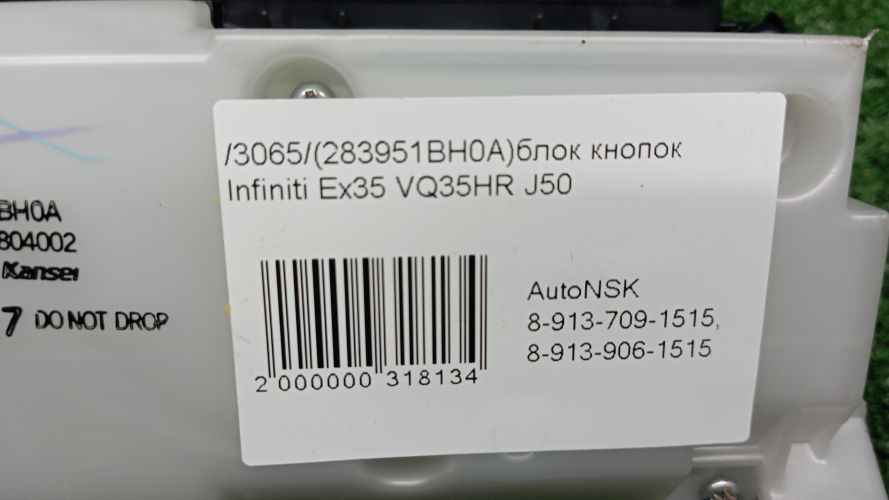 /3065/(283951BH0A)блок кнопок
Infiniti Ex35 VQ35HR J50
BH0A
804002
Kansei
7 DO NOT DROP
AutoNSK
8-913-709-1515,
8-913-906-1515
2 000000 318134